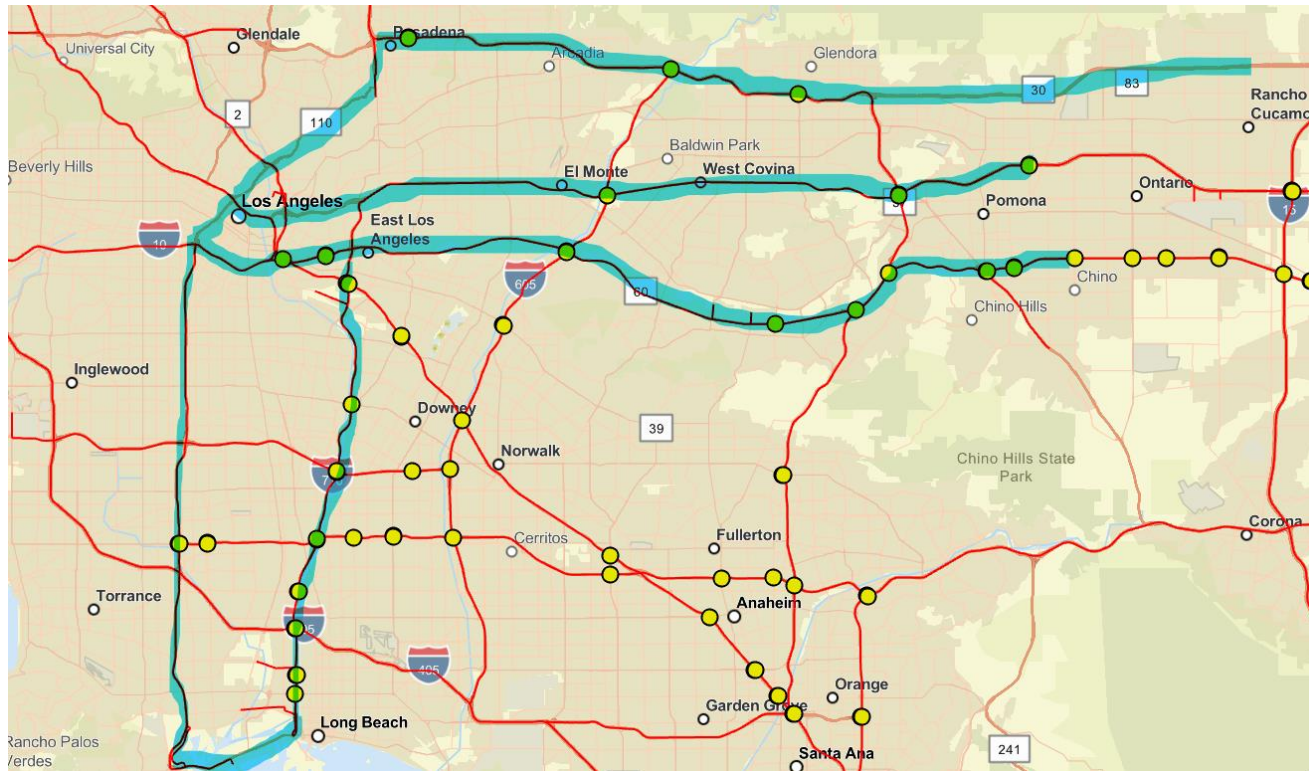 Glendale
Universal City
Pasadena
Arcadia
Glendora
30
83
2
110
Rancho
Cucamo
Baldwin Park
Beverly Hills
El Monte
West Covina
Los Angeles
Ontario
Pomona
15
10
East Los
Angeles
605
60
Chino
Chino Hills
Inglewood
Downey
39
Norwalk
Chino Hills State
Park
Corona
Fullerton
Cerritos
Torrance
Anaheim
405
Orange
Garden Grove
Long Beach
Rancho Palos
Verdes
241
Santa Ana